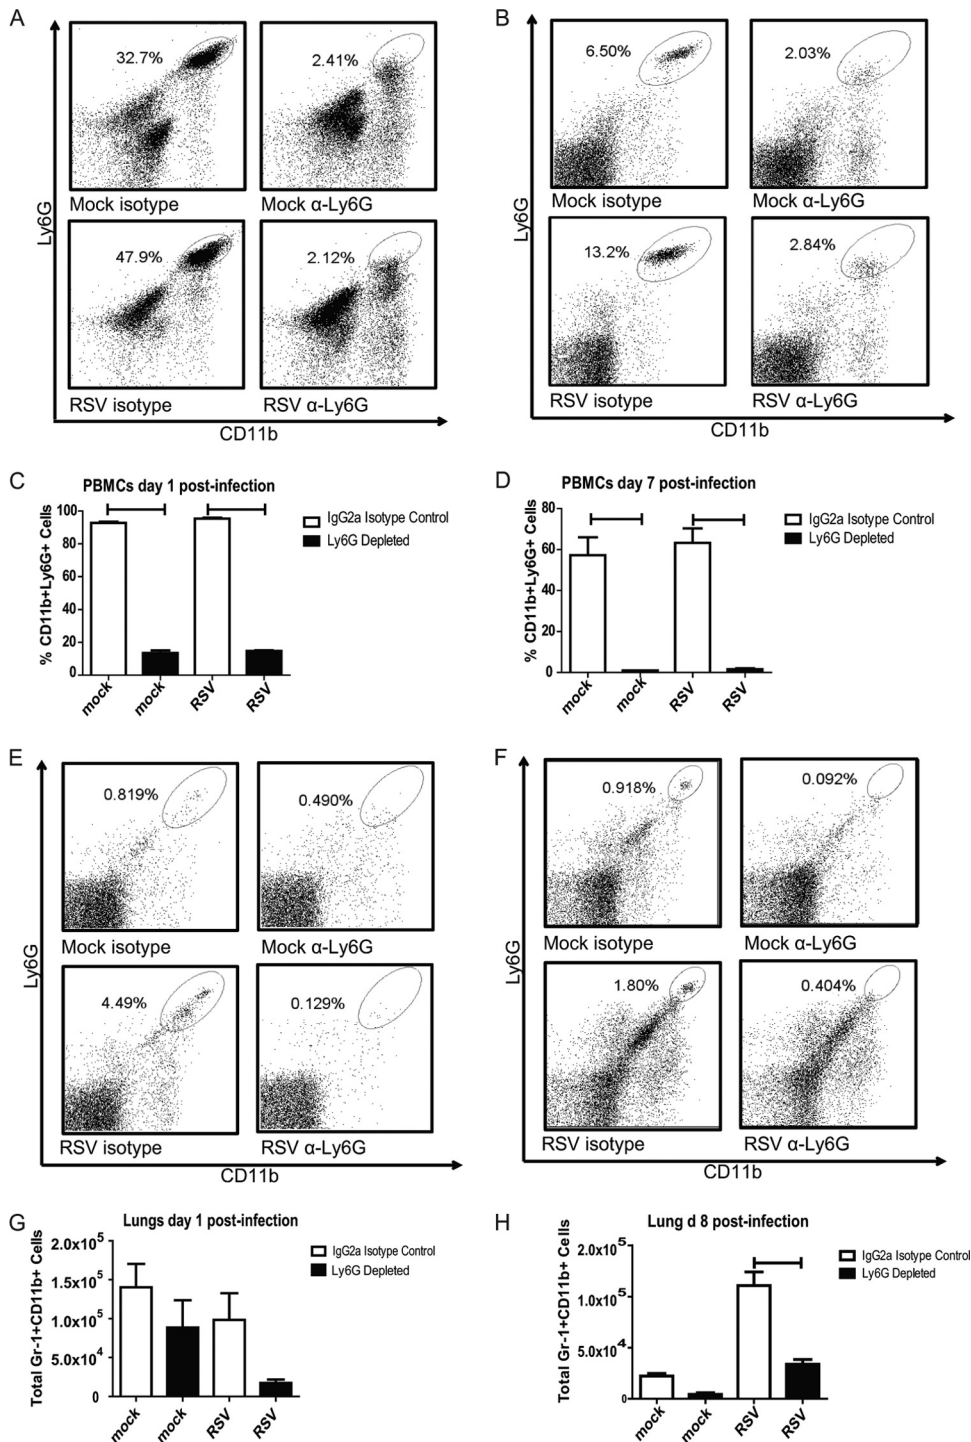 A
32.7%
2.41%
Mock isotype
Mock α-Ly6G
47.9%
2.12%
RSV isotype
RSV α-Ly6G
Ly6G
CD11b
B
6.50%
2.03%
Mock isotype
Mock α-Ly6G
13.2%
2.84%
RSV isotype
RSV α-Ly6G
Ly6G
CD11b
C
PBMCs day 1 post-infection
% CD11b+Ly6G+ Cells
100
80
60
40
20
0
mock
mock
RSV
RSV
IgG2a Isotype Control
Ly6G Depleted
D
PBMCs day 7 post-infection
% CD11b+Ly6G+ Cells
80
60
40
20
0
mock
mock
RSV
RSV
IgG2a Isotype Control
Ly6G Depleted
E
0.819%
0.490%
Mock isotype
Mock α-Ly6G
4.49%
0.129%
RSV isotype
RSV α-Ly6G
Ly6G
CD11b
F
0.918%
0.092%
Mock isotype
Mock α-Ly6G
1.80%
0.404%
RSV isotype
RSV α-Ly6G
Ly6G
CD11b
G
Lungs day 1 post-infection
Total Gr-1+CD11b+ Cells
2.0x10⁵
1.5x10⁵
1.0x10⁵
5.0x10⁴
0
mock
mock
RSV
RSV
IgG2a Isotype Control
Ly6G Depleted
H
Lung d 8 post-infection
Total Gr-1+CD11b+ Cells
2.0x10⁵
1.0x10⁵
5.0x10⁴
0
mock
mock
RSV
RSV
IgG2a Isotype Control
Ly6G Depleted